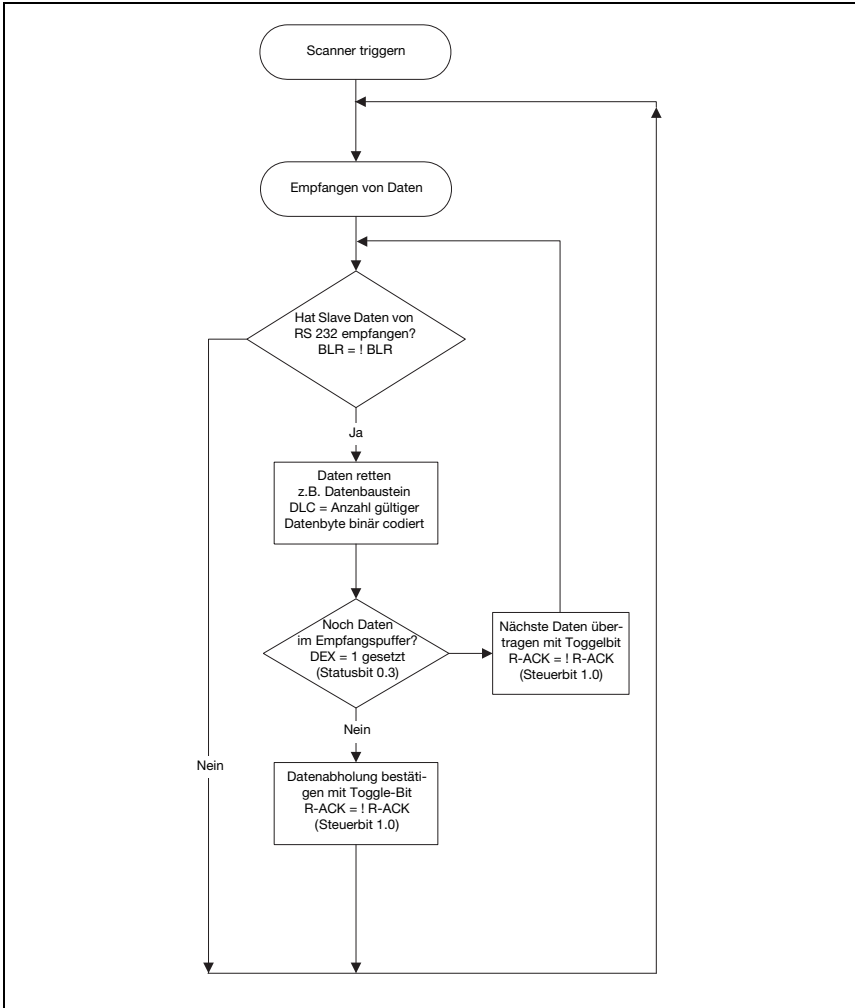 Scanner triggern
Empfangen von Daten
Hat Slave Daten von
RS 232 empfangen?
BLR = ! BLR
Ja
Daten retten
z.B. Datenbaustein
DLC = Anzahl gültiger
Datenbyte binär codiert
Noch Daten
im Empfangspuffer?
DEX = 1 gesetzt
(Statusbit 0.3)
Nächste Daten über-
tragen mit Toggelbit
R-ACK = ! R-ACK
(Steuerbit 1.0)
Nein
Nein
Datenabholung bestäti-
gen mit Toggle-Bit
R-ACK = ! R-ACK
(Steuerbit 1.0)